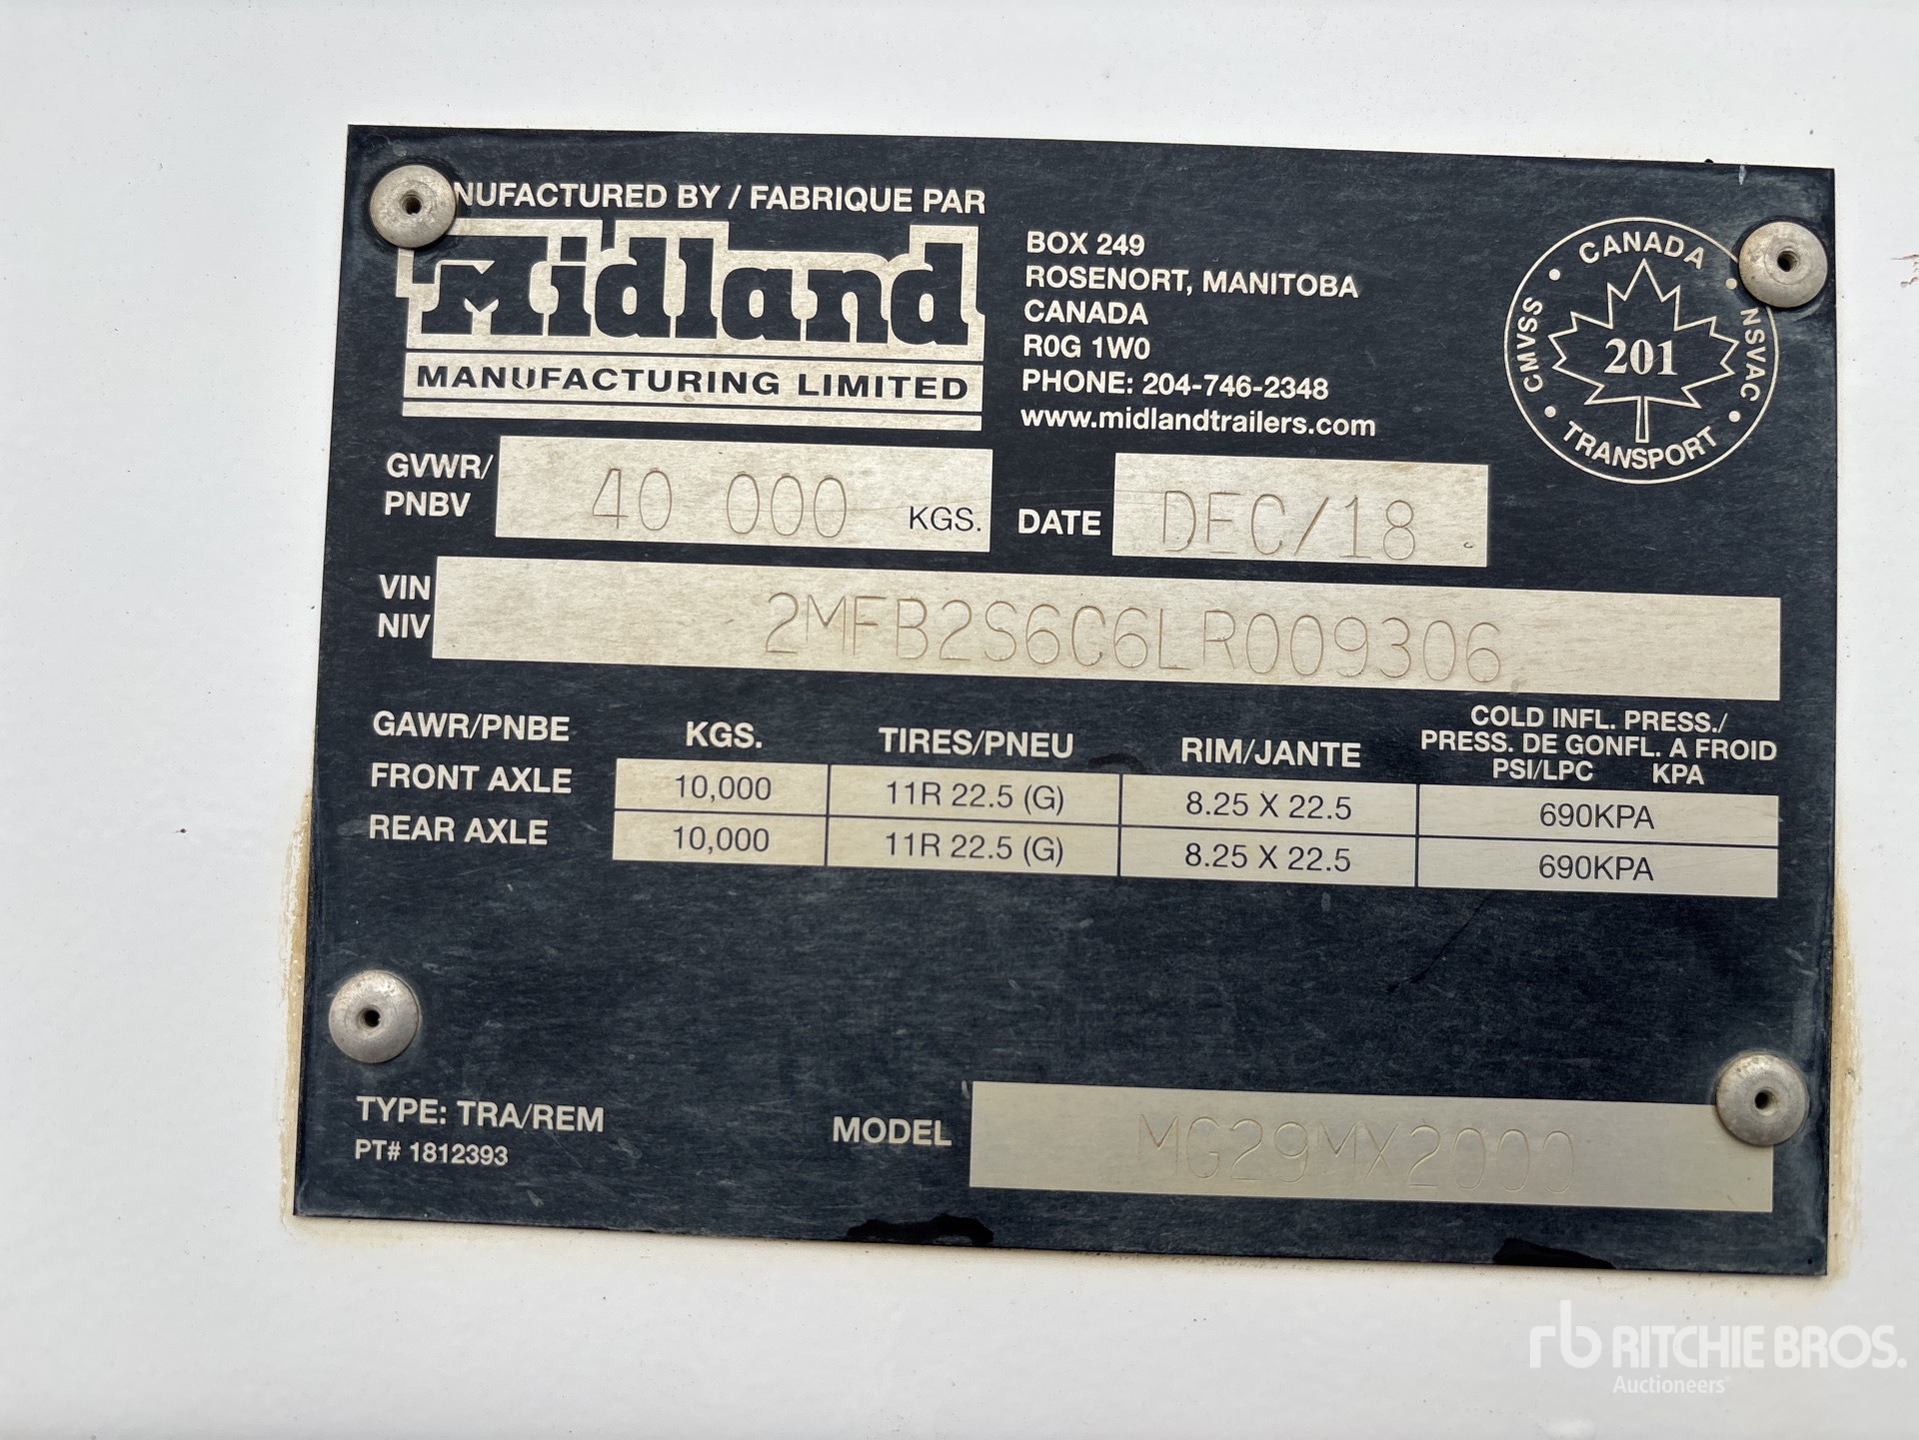 NUFACTURED BY / FABRIQUE PAR
Midland
MANUFACTURING LIMITED
BOX 249
ROSENORT, MANITOBA
CANADA
R0G 1W0
PHONE: 204-746-2348
www.midlandtrailers.com
CANADA
CMVSS
201
NSVAC
TRANSPORT
GVWR/
PNBV
40 000 KGS.
DATE
DEC/18
VIN
NIV
2MFB2S6C6LR009306
GAWR/PNBE KGS. TIRES/PNEU RIM/JANTE COLD INFL. PRESS./
PRESS. DE GONFL. A FROID
PSI/LPC KPA
FRONT AXLE 10,000 11R 22.5 (G) 8.25 X 22.5 690KPA
REAR AXLE 10,000 11R 22.5 (G) 8.25 X 22.5 690KPA
TYPE: TRA/REM
PT# 1812393
MODEL
MG29MX2000
rb RITCHIE BROS.
Auctioneers